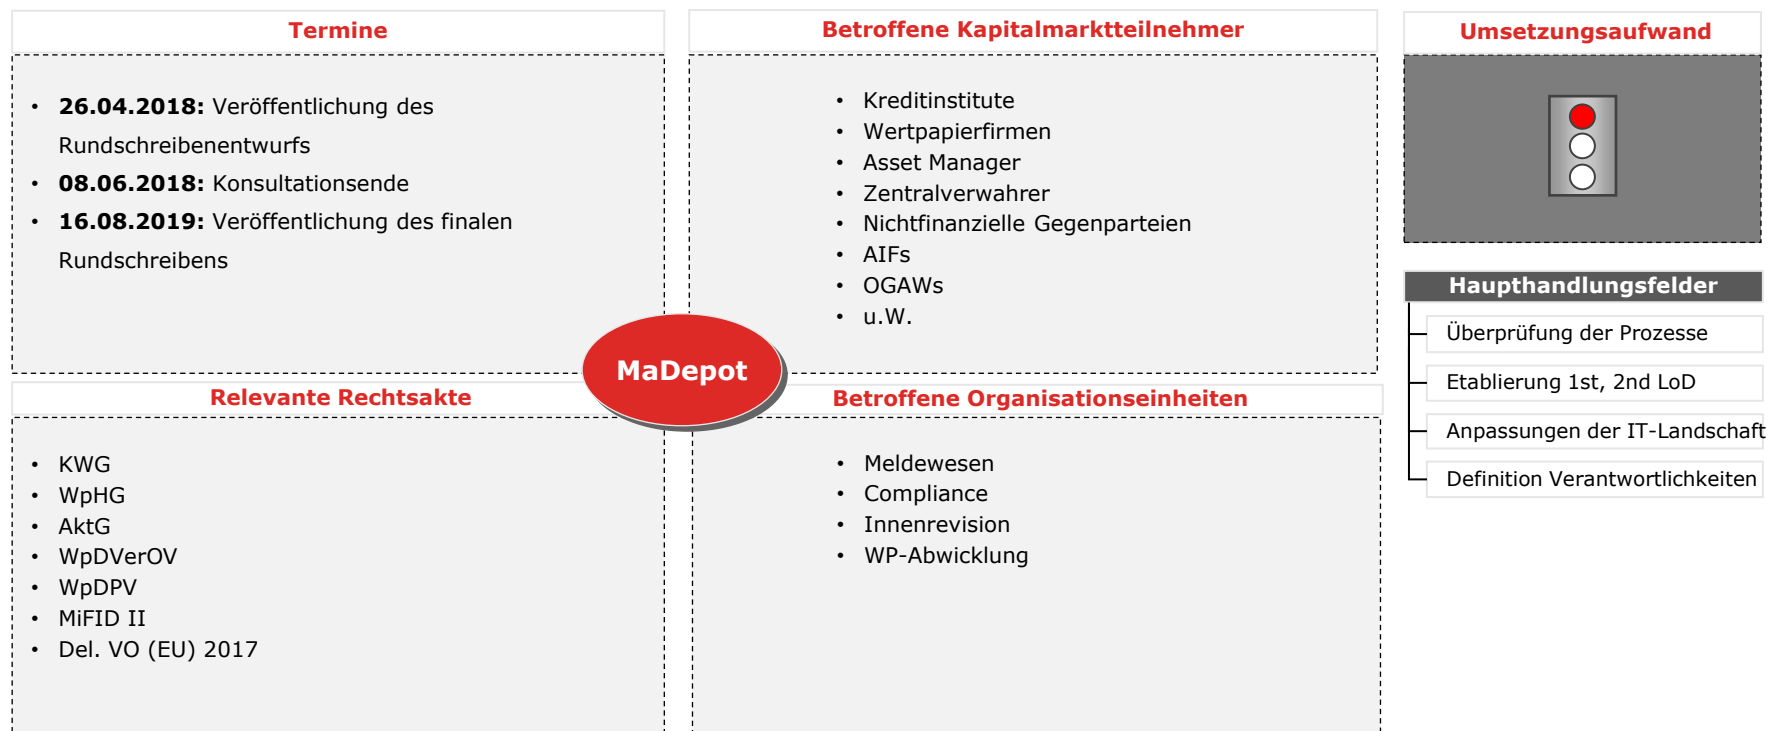 Termine
• 26.04.2018: Veröffentlichung des
Rundschreibenentwurfs
• 08.06.2018: Konsultationsende
• 16.08.2019: Veröffentlichung des finalen
Rundschreibens
Betroffene Kapitalmarktteilnehmer
• Kreditinstitute
• Wertpapierfirmen
• Asset Manager
• Zentralverwahrer
• Nichtfinanzielle Gegenparteien
• AIFs
• OGAWs
• u.W.
MaDepot
Relevante Rechtsakte
• KWG
• WpHG
• AktG
• WpDVerOV
• WpDPV
• MiFID II
• Del. VO (EU) 2017
Betroffene Organisationseinheiten
• Meldewesen
• Compliance
• Innenrevision
• WP-Abwicklung
Umsetzungsaufwand
Haupthandlungsfelder
Überprüfung der Prozesse
Etablierung 1st, 2nd LoD
Anpassungen der IT-Landschaft
Definition Verantwortlichkeiten